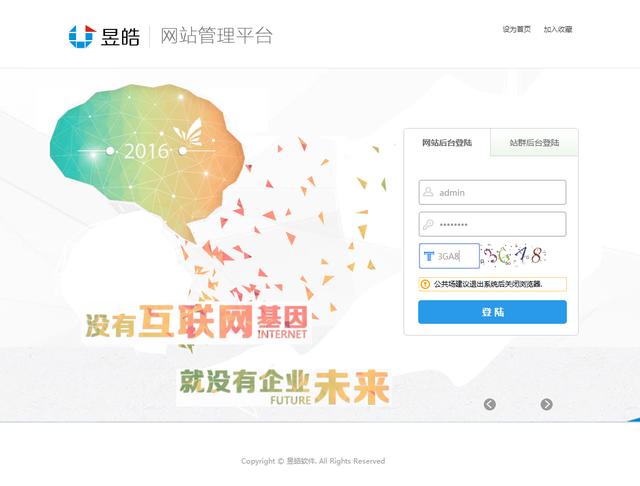 昱皓 网站管理平台
设为首页 加入收藏
2016
没有互联网基因
INTERNET
就没有企业未来
FUTURE
网站后台登陆 站群后台登陆
admin
••••••••
3GA8
公共场建议退出系统后关闭浏览器.
登 陆
Copyright © 昱皓软件. All Rights Reserved